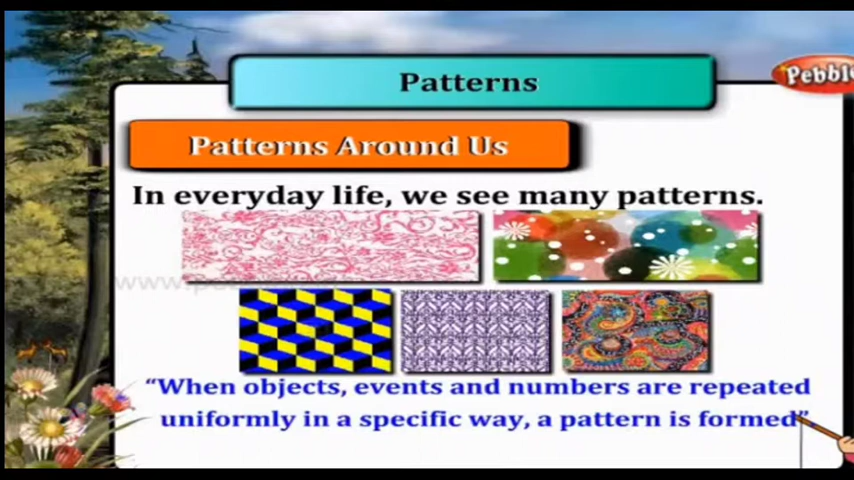 Patterns
Pebble
Patterns Around Us
In everyday life, we see many patterns.
“When objects, events and numbers are repeated
uniformly in a specific way, a pattern is formed”